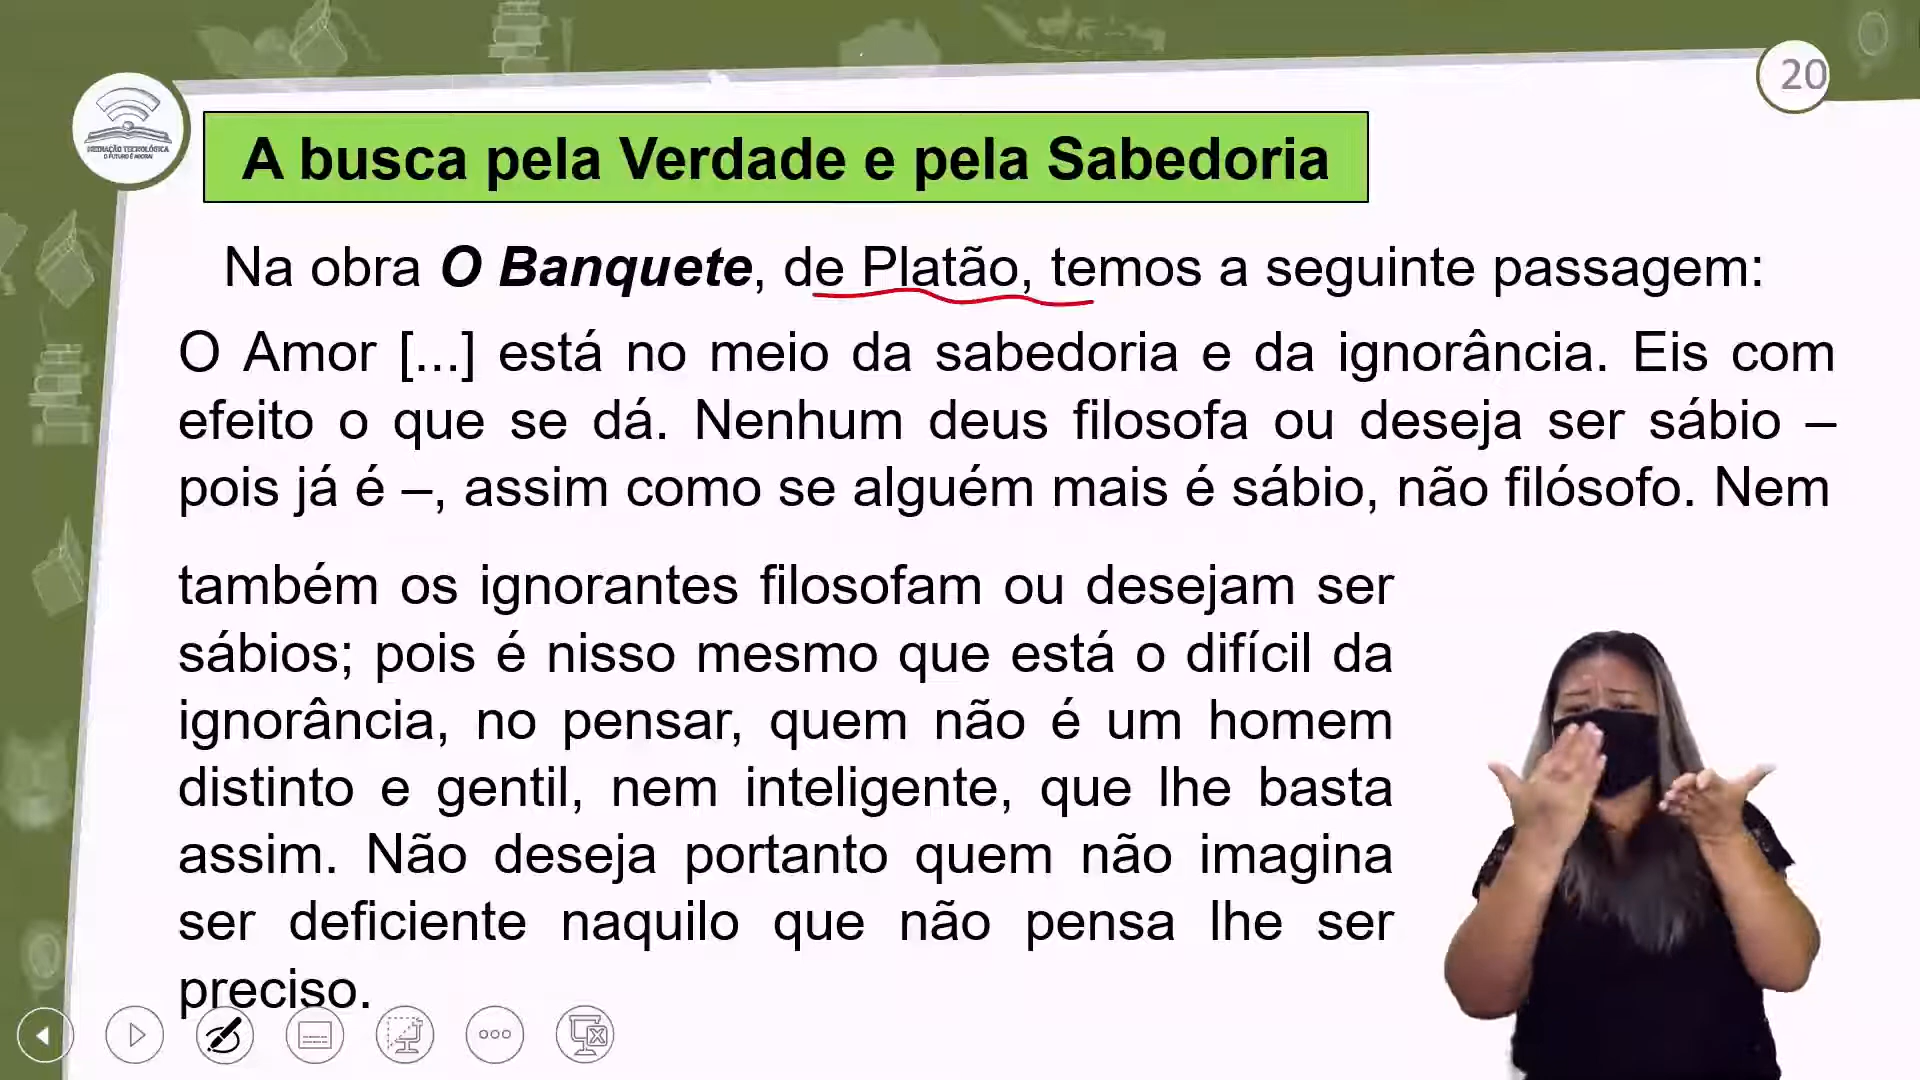 20
MEDIAÇÃO TECNOLÓGICA
O FUTURO É AGORA!
A busca pela Verdade e pela Sabedoria
Na obra O Banquete, de Platão, temos a seguinte passagem:
O Amor [...] está no meio da sabedoria e da ignorância. Eis com
efeito o que se dá. Nenhum deus filosofa ou deseja ser sábio –
pois já é –, assim como se alguém mais é sábio, não filósofo. Nem
também os ignorantes filosofam ou desejam ser
sábios; pois é nisso mesmo que está o difícil da
ignorância, no pensar, quem não é um homem
distinto e gentil, nem inteligente, que lhe basta
assim. Não deseja portanto quem não imagina
ser deficiente naquilo que não pensa lhe ser
preciso.